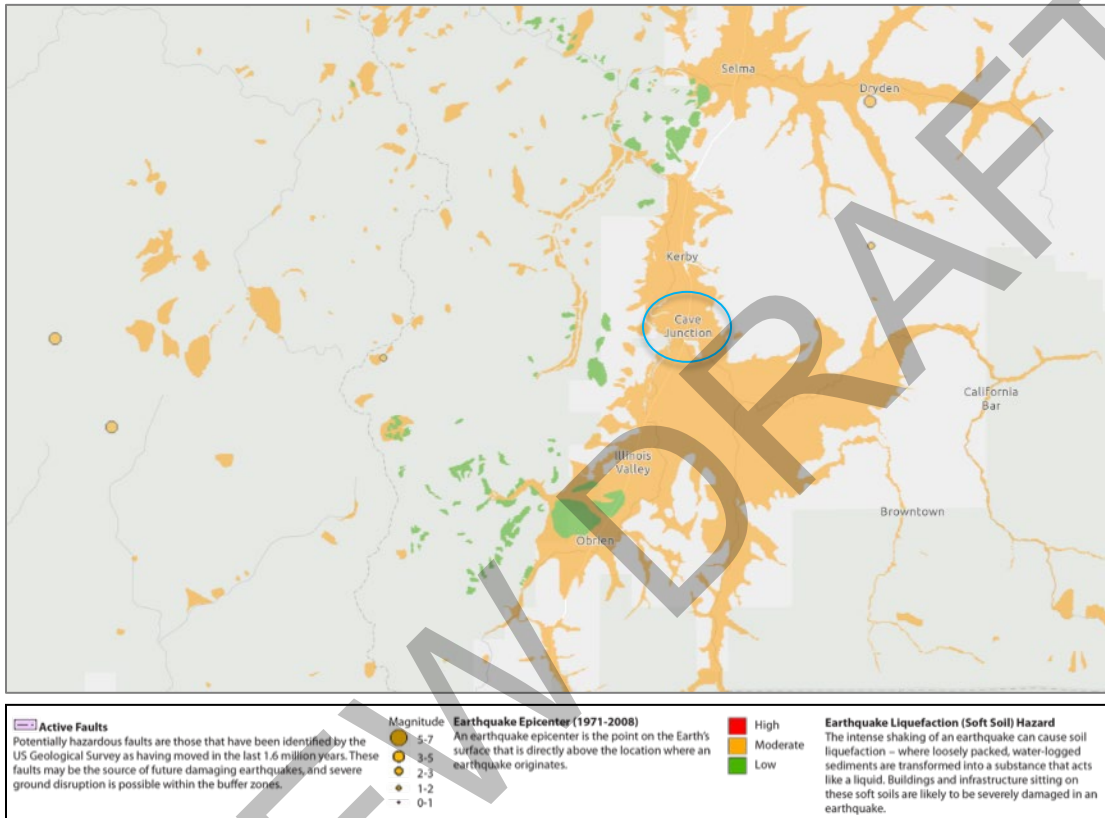 Selma
Dryden
Kerby
Cave
Junction
California
Bar
Illinois
Valley
Browntown
Obrien
EW DRAFT
Active Faults
Potentially hazardous faults are those that have been identified by the
US Geological Survey as having moved in the last 1.6 million years. These
faults may be the source of future damaging earthquakes, and severe
ground disruption is possible within the buffer zones.
Magnitude
5-7
3-5
2-3
1-2
0-1
Earthquake Epicenter (1971-2008)
An earthquake epicenter is the point on the Earth's
surface that is directly above the location where an
earthquake originates.
High
Moderate
Low
Earthquake Liquefaction (Soft Soil) Hazard
The intense shaking of an earthquake can cause soil
liquefaction – where loosely packed, water-logged
sediments are transformed into a substance that acts
like a liquid. Buildings and infrastructure sitting on
these soft soils are likely to be severely damaged in an
earthquake.